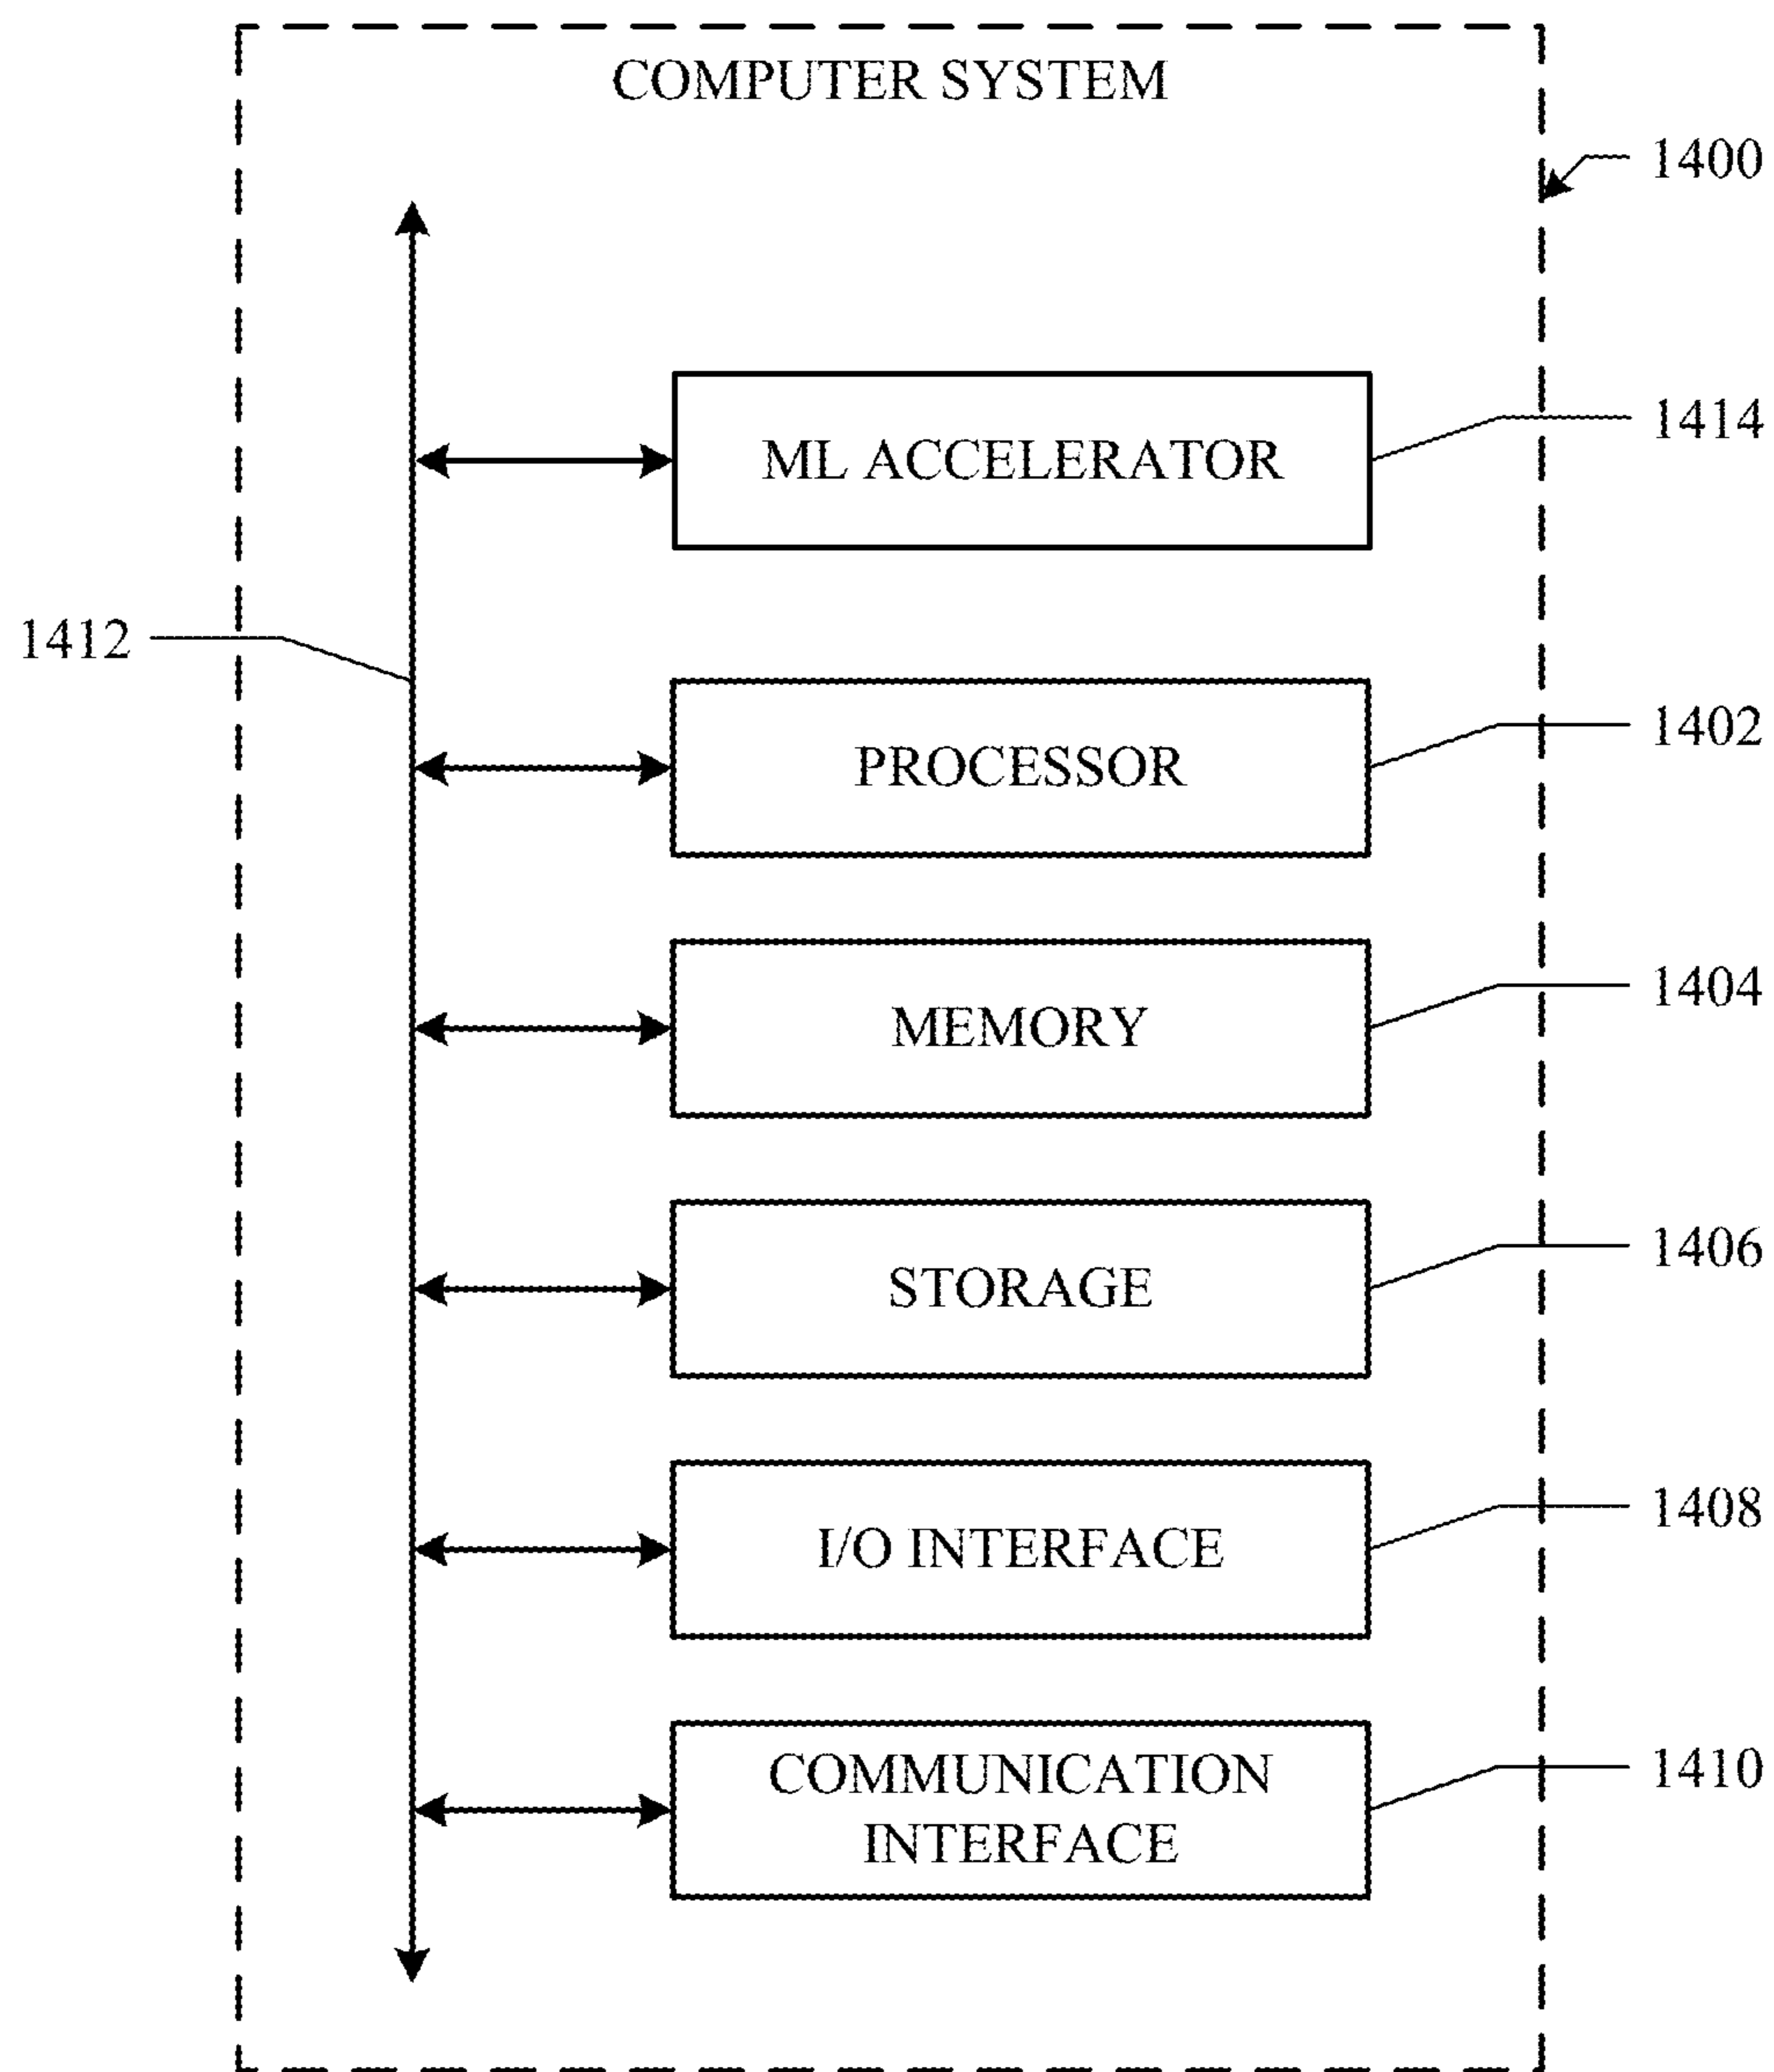 COMPUTER SYSTEM
1400
ML ACCELERATOR
1414
1412
PROCESSOR
1402
MEMORY
1404
STORAGE
1406
I/O INTERFACE
1408
COMMUNICATION
INTERFACE
1410